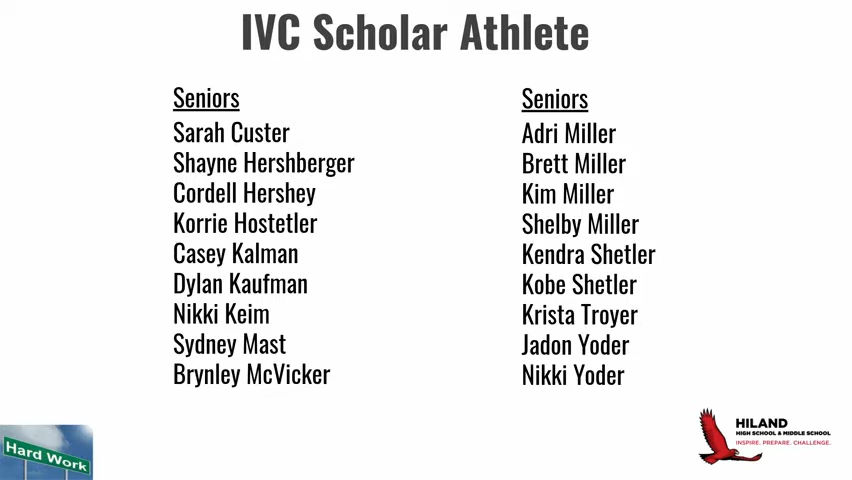 IVC Scholar Athlete
Seniors
Sarah Custer
Shayne Hershberger
Cordell Hershey
Korrie Hostetler
Casey Kalman
Dylan Kaufman
Nikki Keim
Sydney Mast
Brynley McVicker
Seniors
Adri Miller
Brett Miller
Kim Miller
Shelby Miller
Kendra Shetler
Kobe Shetler
Krista Troyer
Jadon Yoder
Nikki Yoder
Hard Work
HILAND
HIGH SCHOOL & MIDDLE SCHOOL
INSPIRE. PREPARE. CHALLENGE.